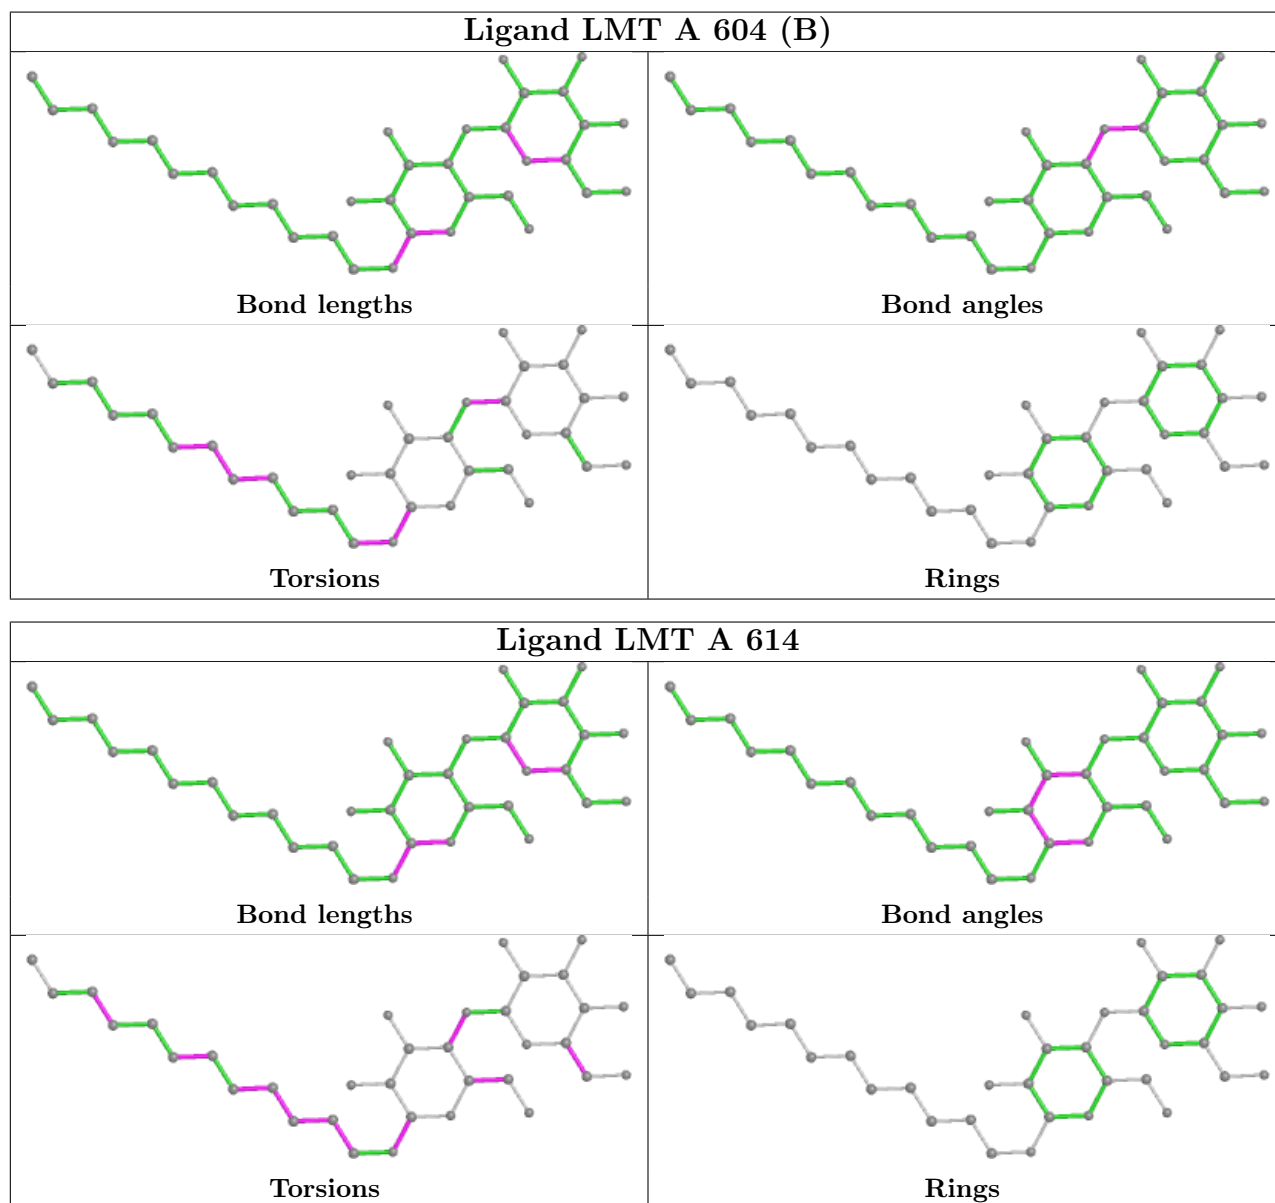 Ligand LMT A 604 (B)
Bond lengths
Bond angles
Torsions
Rings
Ligand LMT A 614
Bond lengths
Bond angles
Torsions
Rings